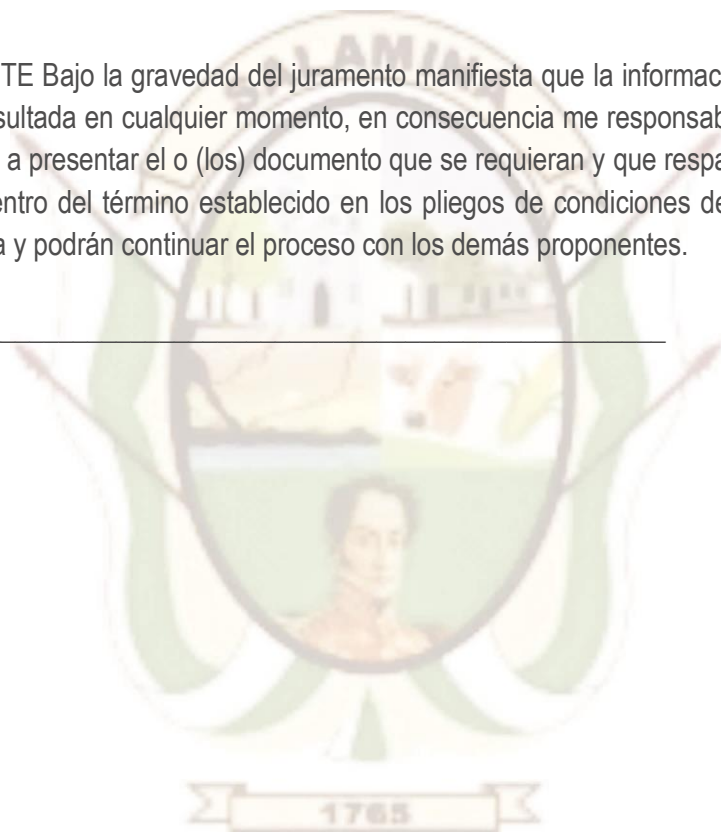 SALAMINA
TE Bajo la gravedad del juramento manifiesta que la informac
sultada en cualquier momento, en consecuencia me responsab
a presentar el o (los) documento que se requieran y que respa
entro del término establecido en los pliegos de condiciones de
a y podrán continuar el proceso con los demás proponentes.
1765